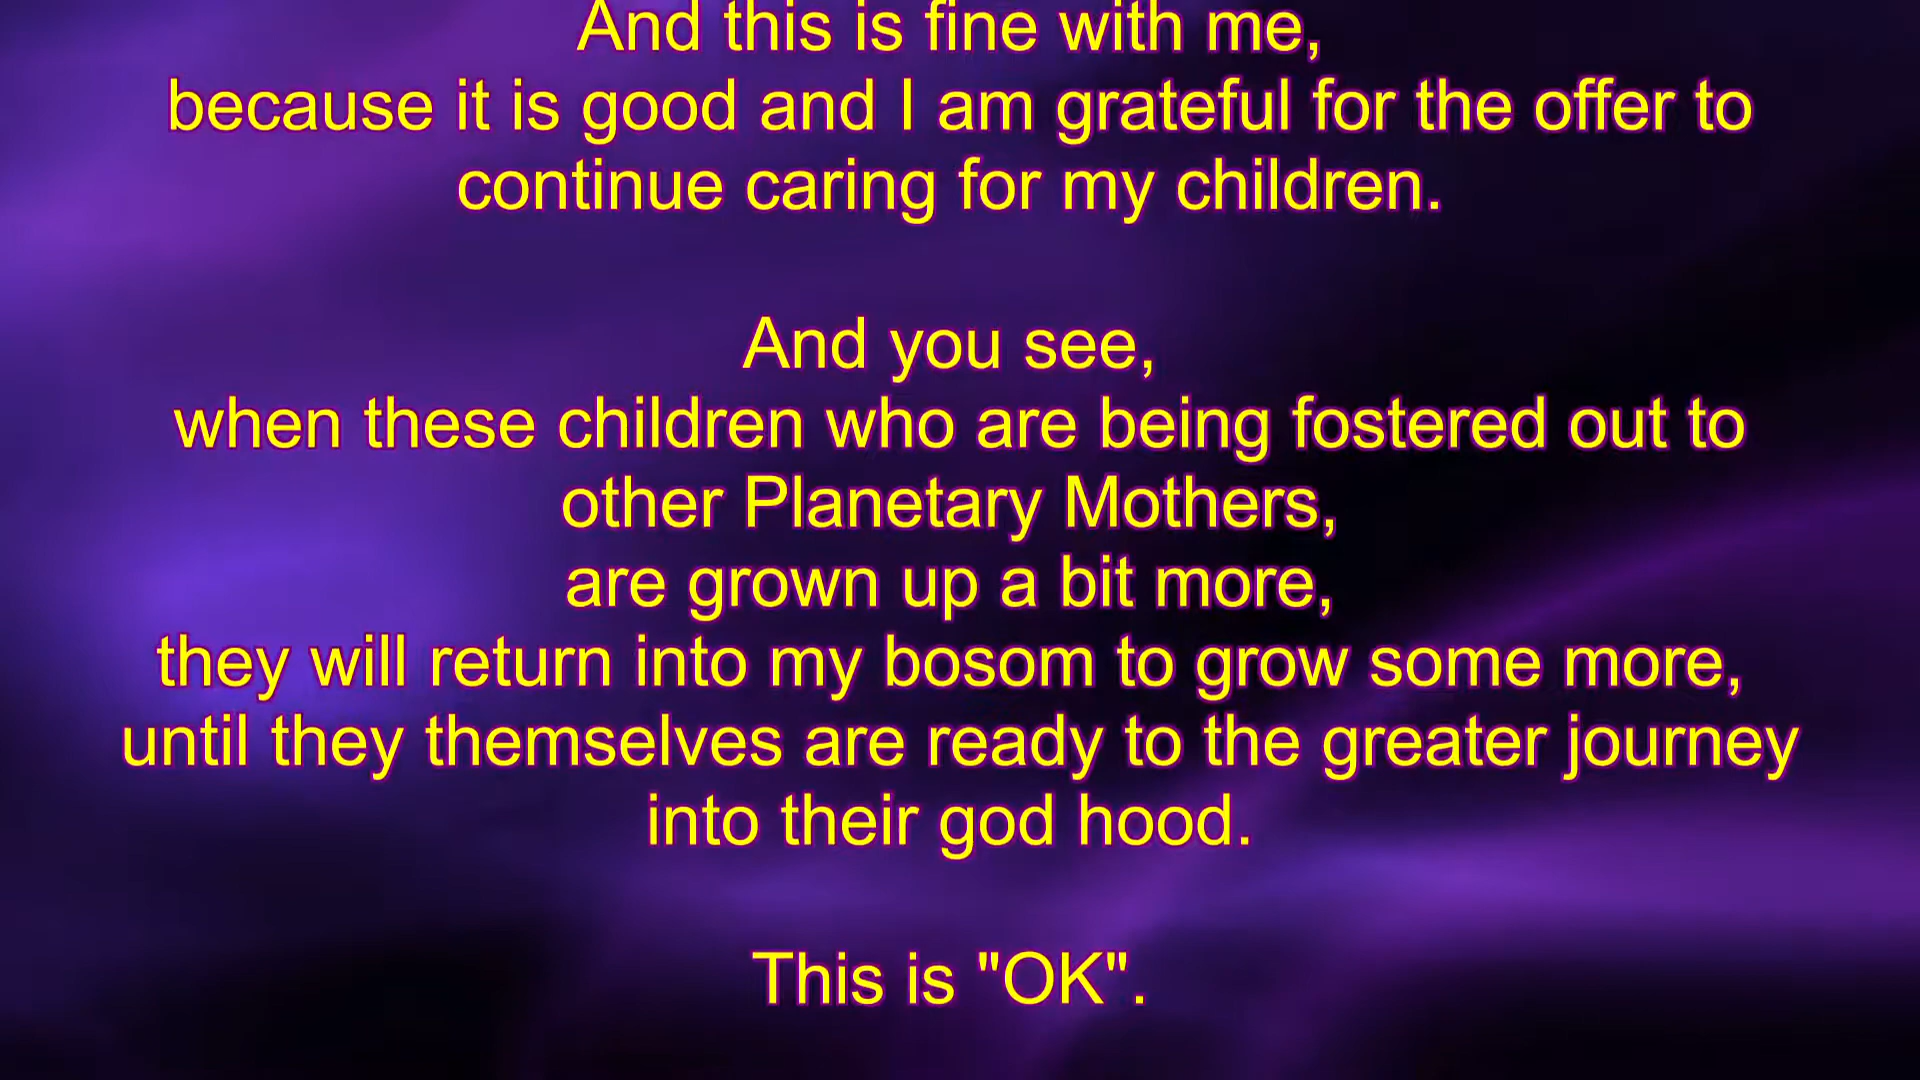 And this is fine with me,
because it is good and I am grateful for the offer to
continue caring for my children.
And you see,
when these children who are being fostered out to
other Planetary Mothers,
are grown up a bit more,
they will return into my bosom to grow some more,
until they themselves are ready to the greater journey
into their god hood.
This is "OK".